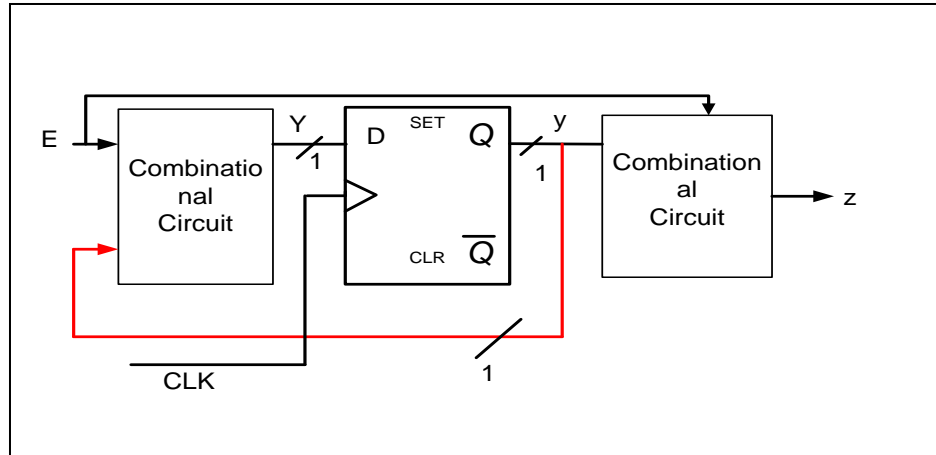 E
Combinatio
nal
Circuit
Y
1
D
SET
Q
CLR
Q
y
1
Combination
al
Circuit
z
1
CLK